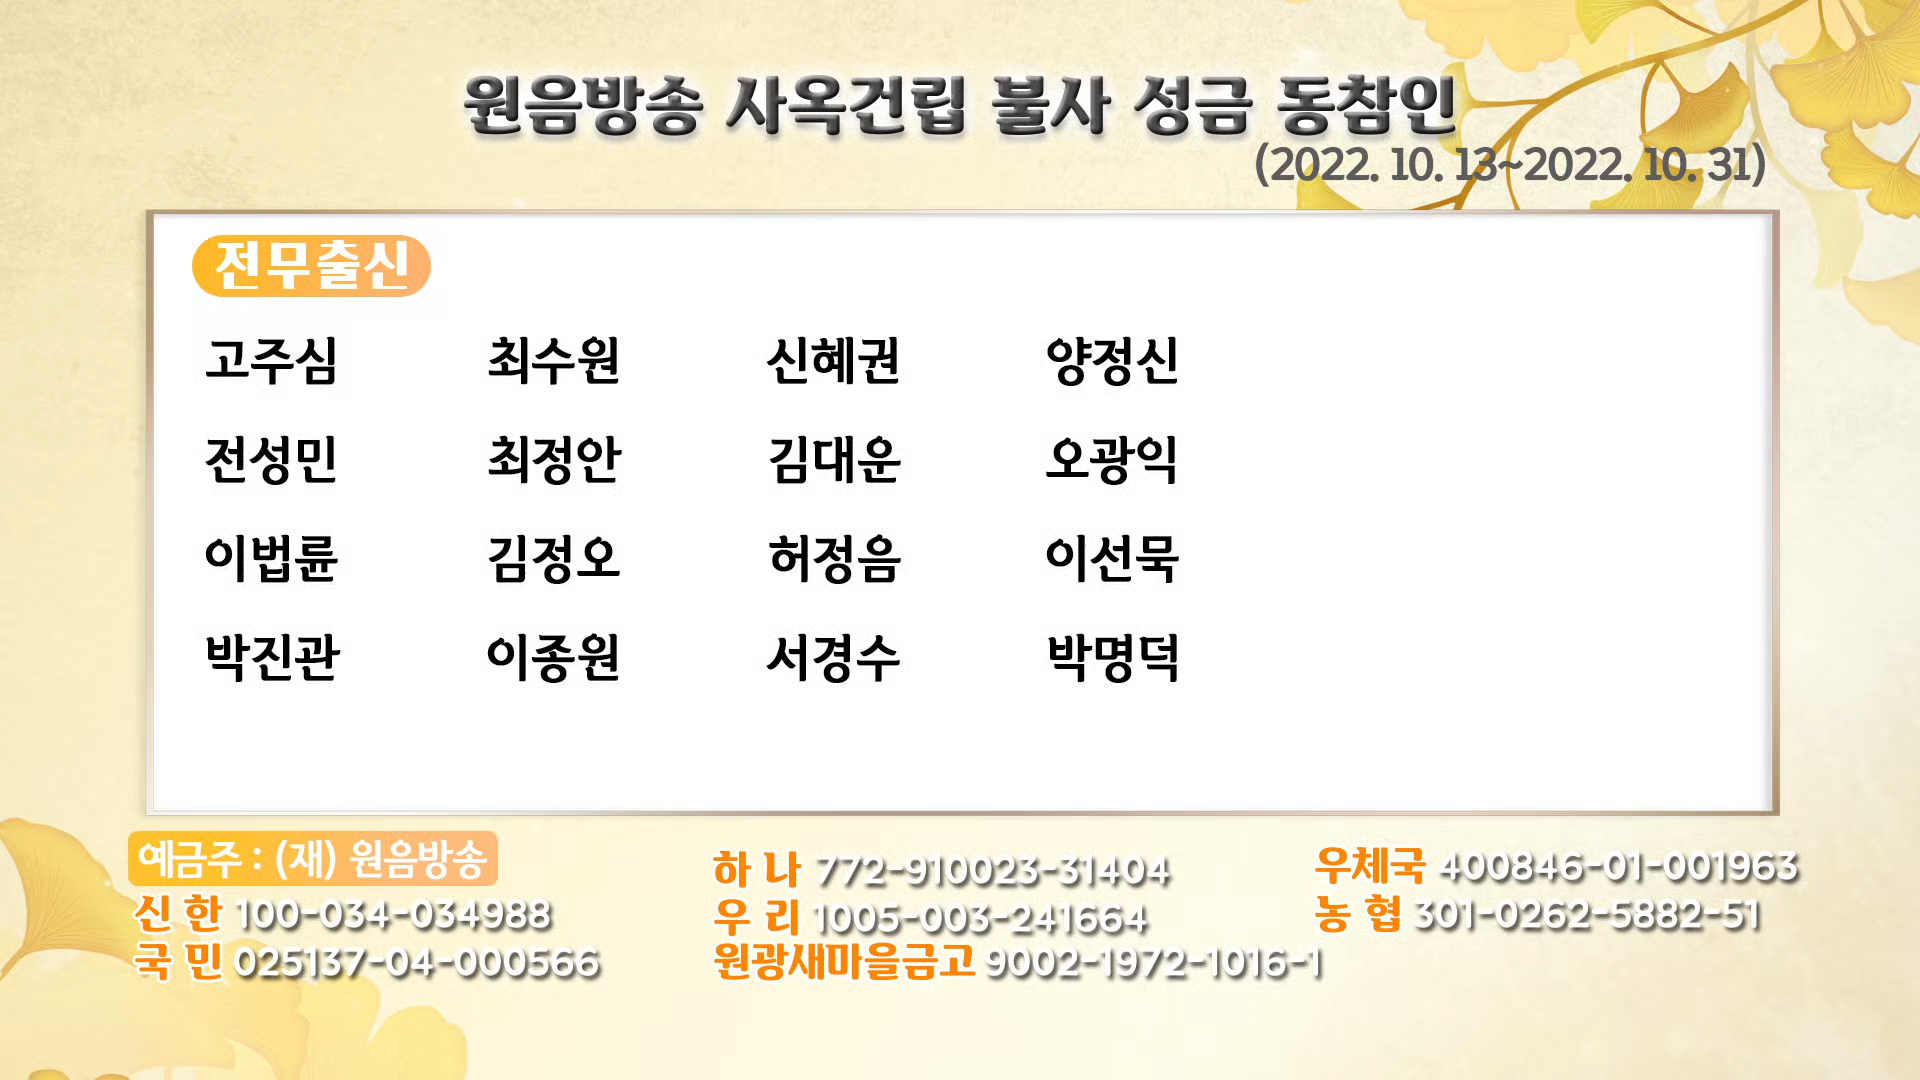 원음방송 사옥건립 불사 성금 동참인
(2022. 10. 13~2022. 10. 31)
전무출신
고주심 최수원 신혜권 양정신
전성민 최정안 김대운 오광익
이법륜 김정오 허정음 이선묵
박진관 이종원 서경수 박명덕
예금주 : (재) 원음방송
신 한 100-034-034988
국 민 025137-04-000566
하 나 772-910023-31404
우 리 1005-003-241664
원광새마을금고 9002-1972-1016-1
우체국 400846-01-001963
농 협 301-0262-5882-51